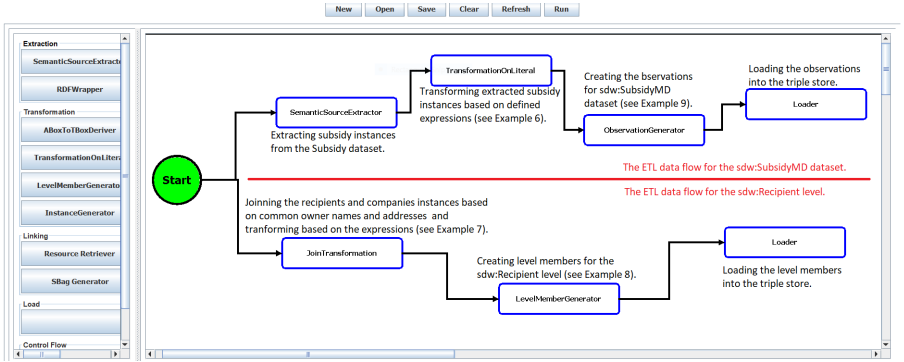 New Open Save Clear Refresh Run
Extraction
SemanticSourceExtracto
RDFWrapper
Transformation
ABoxToTBoxDeriver
TransformationOnLitera
LevelMemberGenerato
InstanceGenerator
Linking
Resource Retriever
SBag Generator
Load
Control Flow
Start
SemanticSourceExtractor
Extracting subsidy instances
from the Subsidy dataset.
TransformationOnLiteral
Transforming extracted subsidy
instances based on defined
expressions (see Example 6).
Creating the bservations
for sdw:SubsidyMD
dataset (see Example 9).
ObservationGenerator
Loading the observations
into the triple store.
Loader
The ETL data flow for the sdw:SubsidyMD dataset.
The ETL data flow for the sdw:Recipient level.
Joinning the recipients and companies instances based
on common owner names and addresses and
tranforming based on the expressions (see Example 7).
JoinTransformation
Creating level members for the
sdw:Recipient level (see Example 8).
LevelMemberGenerator
Loader
Loading the level members
into the triple store.